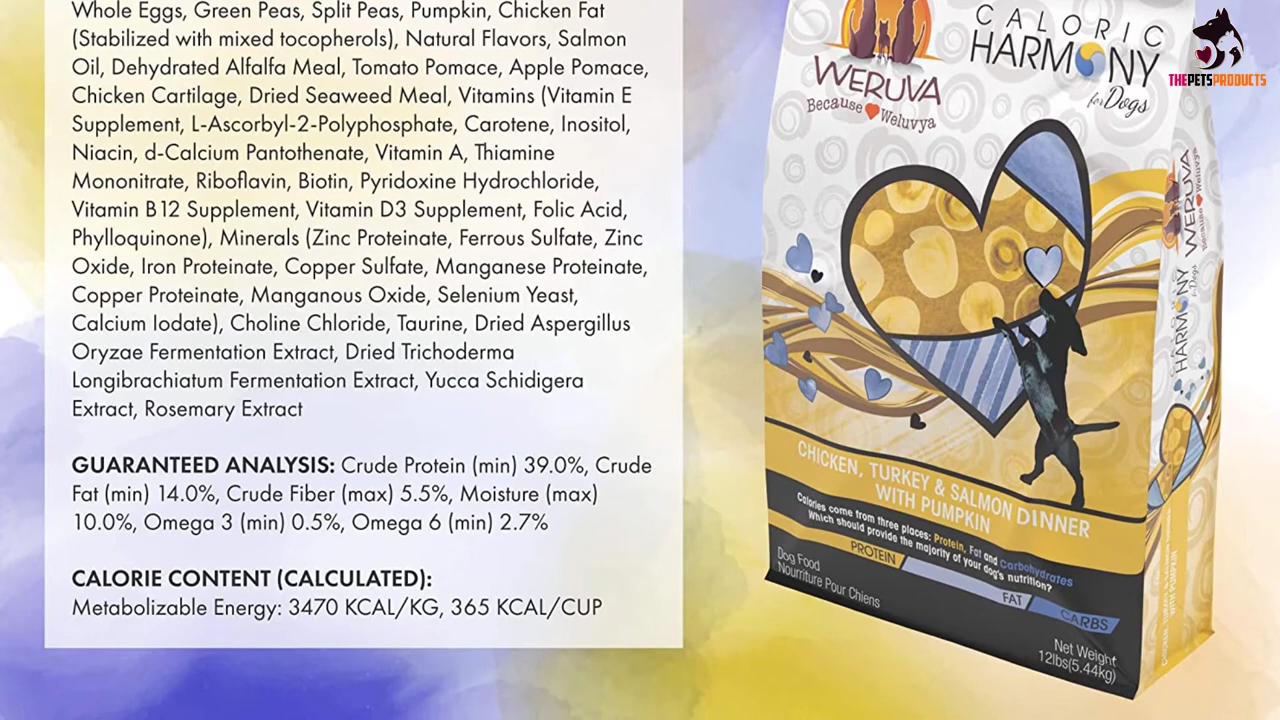 Whole Eggs, Green Peas, Split Peas, Pumpkin, Chicken Fat
(Stabilized with mixed tocopherols), Natural Flavors, Salmon
Oil, Dehydrated Alfalfa Meal, Tomato Pomace, Apple Pomace,
Chicken Cartilage, Dried Seaweed Meal, Vitamins (Vitamin E
Supplement, L-Ascorbyl-2-Polyphosphate, Carotene, Inositol,
Niacin, d-Calcium Pantothenate, Vitamin A, Thiamine
Mononitrate, Riboflavin, Biotin, Pyridoxine Hydrochloride,
Vitamin B12 Supplement, Vitamin D3 Supplement, Folic Acid,
Phylloquinone), Minerals (Zinc Proteinate, Ferrous Sulfate, Zinc
Oxide, Iron Proteinate, Copper Sulfate, Manganese Proteinate,
Copper Proteinate, Manganous Oxide, Selenium Yeast,
Calcium Iodate), Choline Chloride, Taurine, Dried Aspergillus
Oryzae Fermentation Extract, Dried Trichoderma
Longibrachiatum Fermentation Extract, Yucca Schidigera
Extract, Rosemary Extract
GUARANTEED ANALYSIS: Crude Protein (min) 39.0%, Crude
Fat (min) 14.0%, Crude Fiber (max) 5.5%, Moisture (max)
10.0%, Omega 3 (min) 0.5%, Omega 6 (min) 2.7%
CALORIE CONTENT (CALCULATED):
Metabolizable Energy: 3470 KCAL/KG, 365 KCAL/CUP
WERUVA
Because Weluvya
CALORIC
HARMONY
for Dogs
CHICKEN, TURKEY & SALMON DINNER
WITH PUMPKIN
Calories come from three places: Protein, Fat and Carbohydrates
Which should provide the majority of your dog's nutrition?
PROTEIN
FAT
CARBS
Dog Food
Nourriture Pour Chiens
Net Weight
12lbs(5.44kg)
WERUVA
Because Weluvya
HARMONY
for Dogs
WITH PUMPKIN
THEPETSPRODUCTS